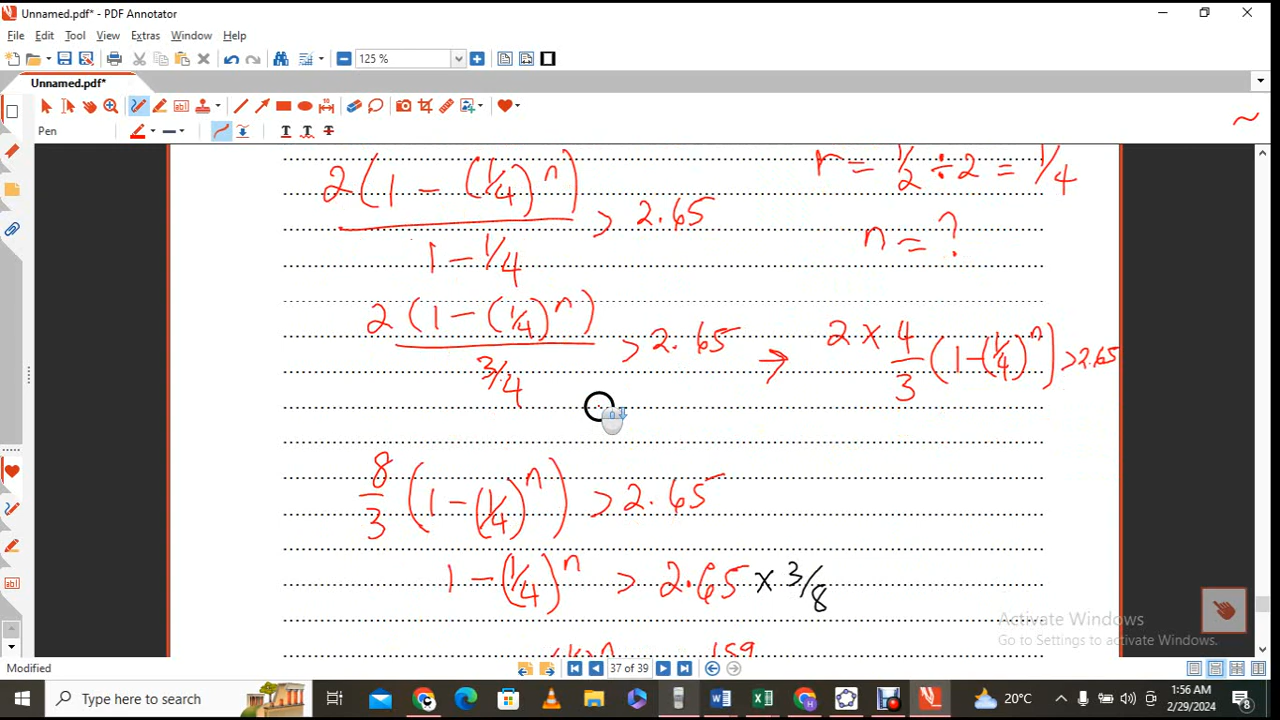 Unnamed.pdf* - PDF Annotator
File Edit Tool View Extras Window Help
125 %
Unnamed.pdf*
Pen
2(1 - (1/4)^n) / 1 - 1/4 > 2.65
r = 1/2 ÷ 2 = 1/4
n = ?
2(1 - (1/4)^n) / 3/4 > 2.65 → 2 × 4/3 (1 - (1/4)^n) > 2.65
8/3 (1 - (1/4)^n) > 2.65
1 - (1/4)^n > 2.65 × 3/8
159
Activate Windows
Go to Settings to activate Windows.
Modified
37 of 39
Type here to search
20°C
1:56 AM
2/29/2024
8